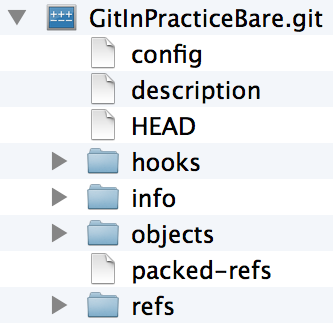 GitInPracticeBare.git
config
description
HEAD
hooks
info
objects
packed-refs
refs